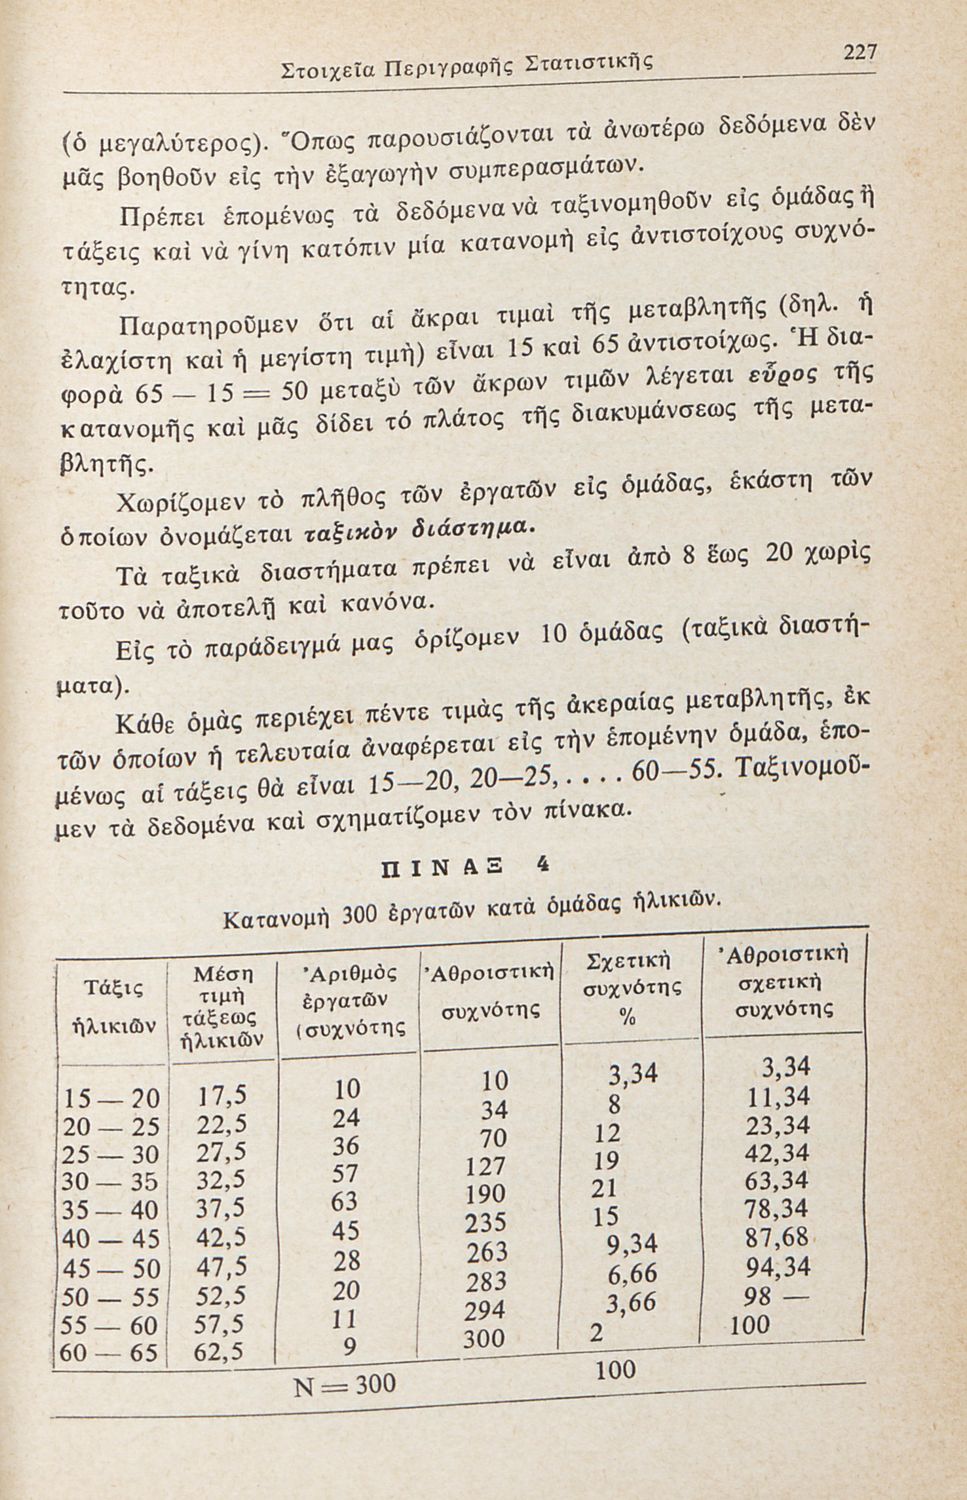 Στοιχεῖα Περιγραφῆς Στατιστικῆς 227
(ὁ μεγαλύτερος). Ὅπως παρουσιάζονται τὰ ἀνωτέρω δεδόμενα δὲν
μᾶς βοηθοῦν εἰς τὴν ἐξαγωγὴν συμπερασμάτων.
Πρέπει ἑπομένως τὰ δεδόμενα νὰ ταξινομηθοῦν εἰς ὁμάδας ἢ
τάξεις καὶ νὰ γίνη κατόπιν μία κατανομὴ εἰς ἀντιστοίχους συχνό-
τητας.
Παρατηροῦμεν ὅτι αἱ ἄκραι τιμαὶ τῆς μεταβλητῆς (δηλ. ἡ
ἐλαχίστη καὶ ἡ μεγίστη τιμὴ) εἶναι 15 καὶ 65 ἀντιστοίχως. Ἡ δια-
φορὰ 65 — 15 = 50 μεταξὺ τῶν ἄκρων τιμῶν λέγεται εὖρος τῆς
κατανομῆς καὶ μᾶς δίδει τό πλάτος τῆς διακυμάνσεως τῆς μετα-
βλητῆς.
Χωρίζομεν τὸ πλῆθος τῶν ἐργατῶν εἰς ὁμάδας, ἑκάστη τῶν
ὁποίων ὀνομάζεται ταξικὸν διάστημα.
Τὰ ταξικὰ διαστήματα πρέπει νὰ εἶναι ἀπὸ 8 ἕως 20 χωρὶς
τοῦτο νὰ ἀποτελῇ καὶ κανόνα.
Εἰς τὸ παράδειγμά μας ὁρίζομεν 10 ὁμάδας (ταξικὰ διαστή-
ματα).
Κάθε ὁμὰς περιέχει πέντε τιμὰς τῆς ἀκεραίας μεταβλητῆς, ἐκ
τῶν ὁποίων ἡ τελευταία ἀναφέρεται εἰς τὴν ἑπομένην ὁμάδα, ἑπο-
μένως αἱ τάξεις θὰ εἶναι 15—20, 20—25, . . . . 60—55. Ταξινομοῦ-
μεν τὰ δεδομένα καὶ σχηματίζομεν τὸν πίνακα.
ΠΙΝΑΞ 4
Κατανομὴ 300 ἐργατῶν κατὰ ὁμάδας ἡλικιῶν.
Τάξις Μέση Ἀριθμὸς Ἀθροιστικὴ Σχετικὴ Ἀθροιστικὴ
τιμὴ ἐργατῶν συχνότης συχνότης σχετικὴ
ἡλικιῶν τάξεως (συχνότης % συχνότης
ἡλικιῶν
15 — 20 17,5 10 10 3,34 3,34
20 — 25 22,5 24 34 8 11,34
25 — 30 27,5 36 70 12 23,34
30 — 35 32,5 57 127 19 42,34
35 — 40 37,5 63 190 21 63,34
40 — 45 42,5 45 235 15 78,34
45 — 50 47,5 28 263 9,34 87,68
50 — 55 52,5 20 283 6,66 94,34
55 — 60 57,5 11 294 3,66 98 —
60 — 65 62,5 9 300 2 100
N = 300 100